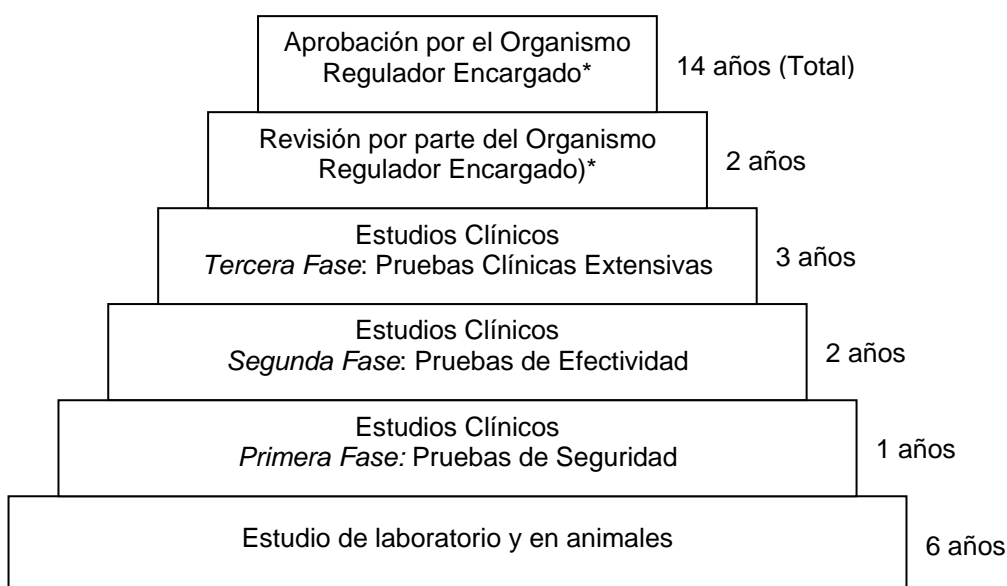 Aprobación por el Organismo
Regulador Encargado*
14 años (Total)
Revisión por parte del Organismo
Regulador Encargado)*
2 años
Estudios Clínicos
Tercera Fase: Pruebas Clínicas Extensivas
3 años
Estudios Clínicos
Segunda Fase: Pruebas de Efectividad
2 años
Estudios Clínicos
Primera Fase: Pruebas de Seguridad
1 años
Estudio de laboratorio y en animales
6 años